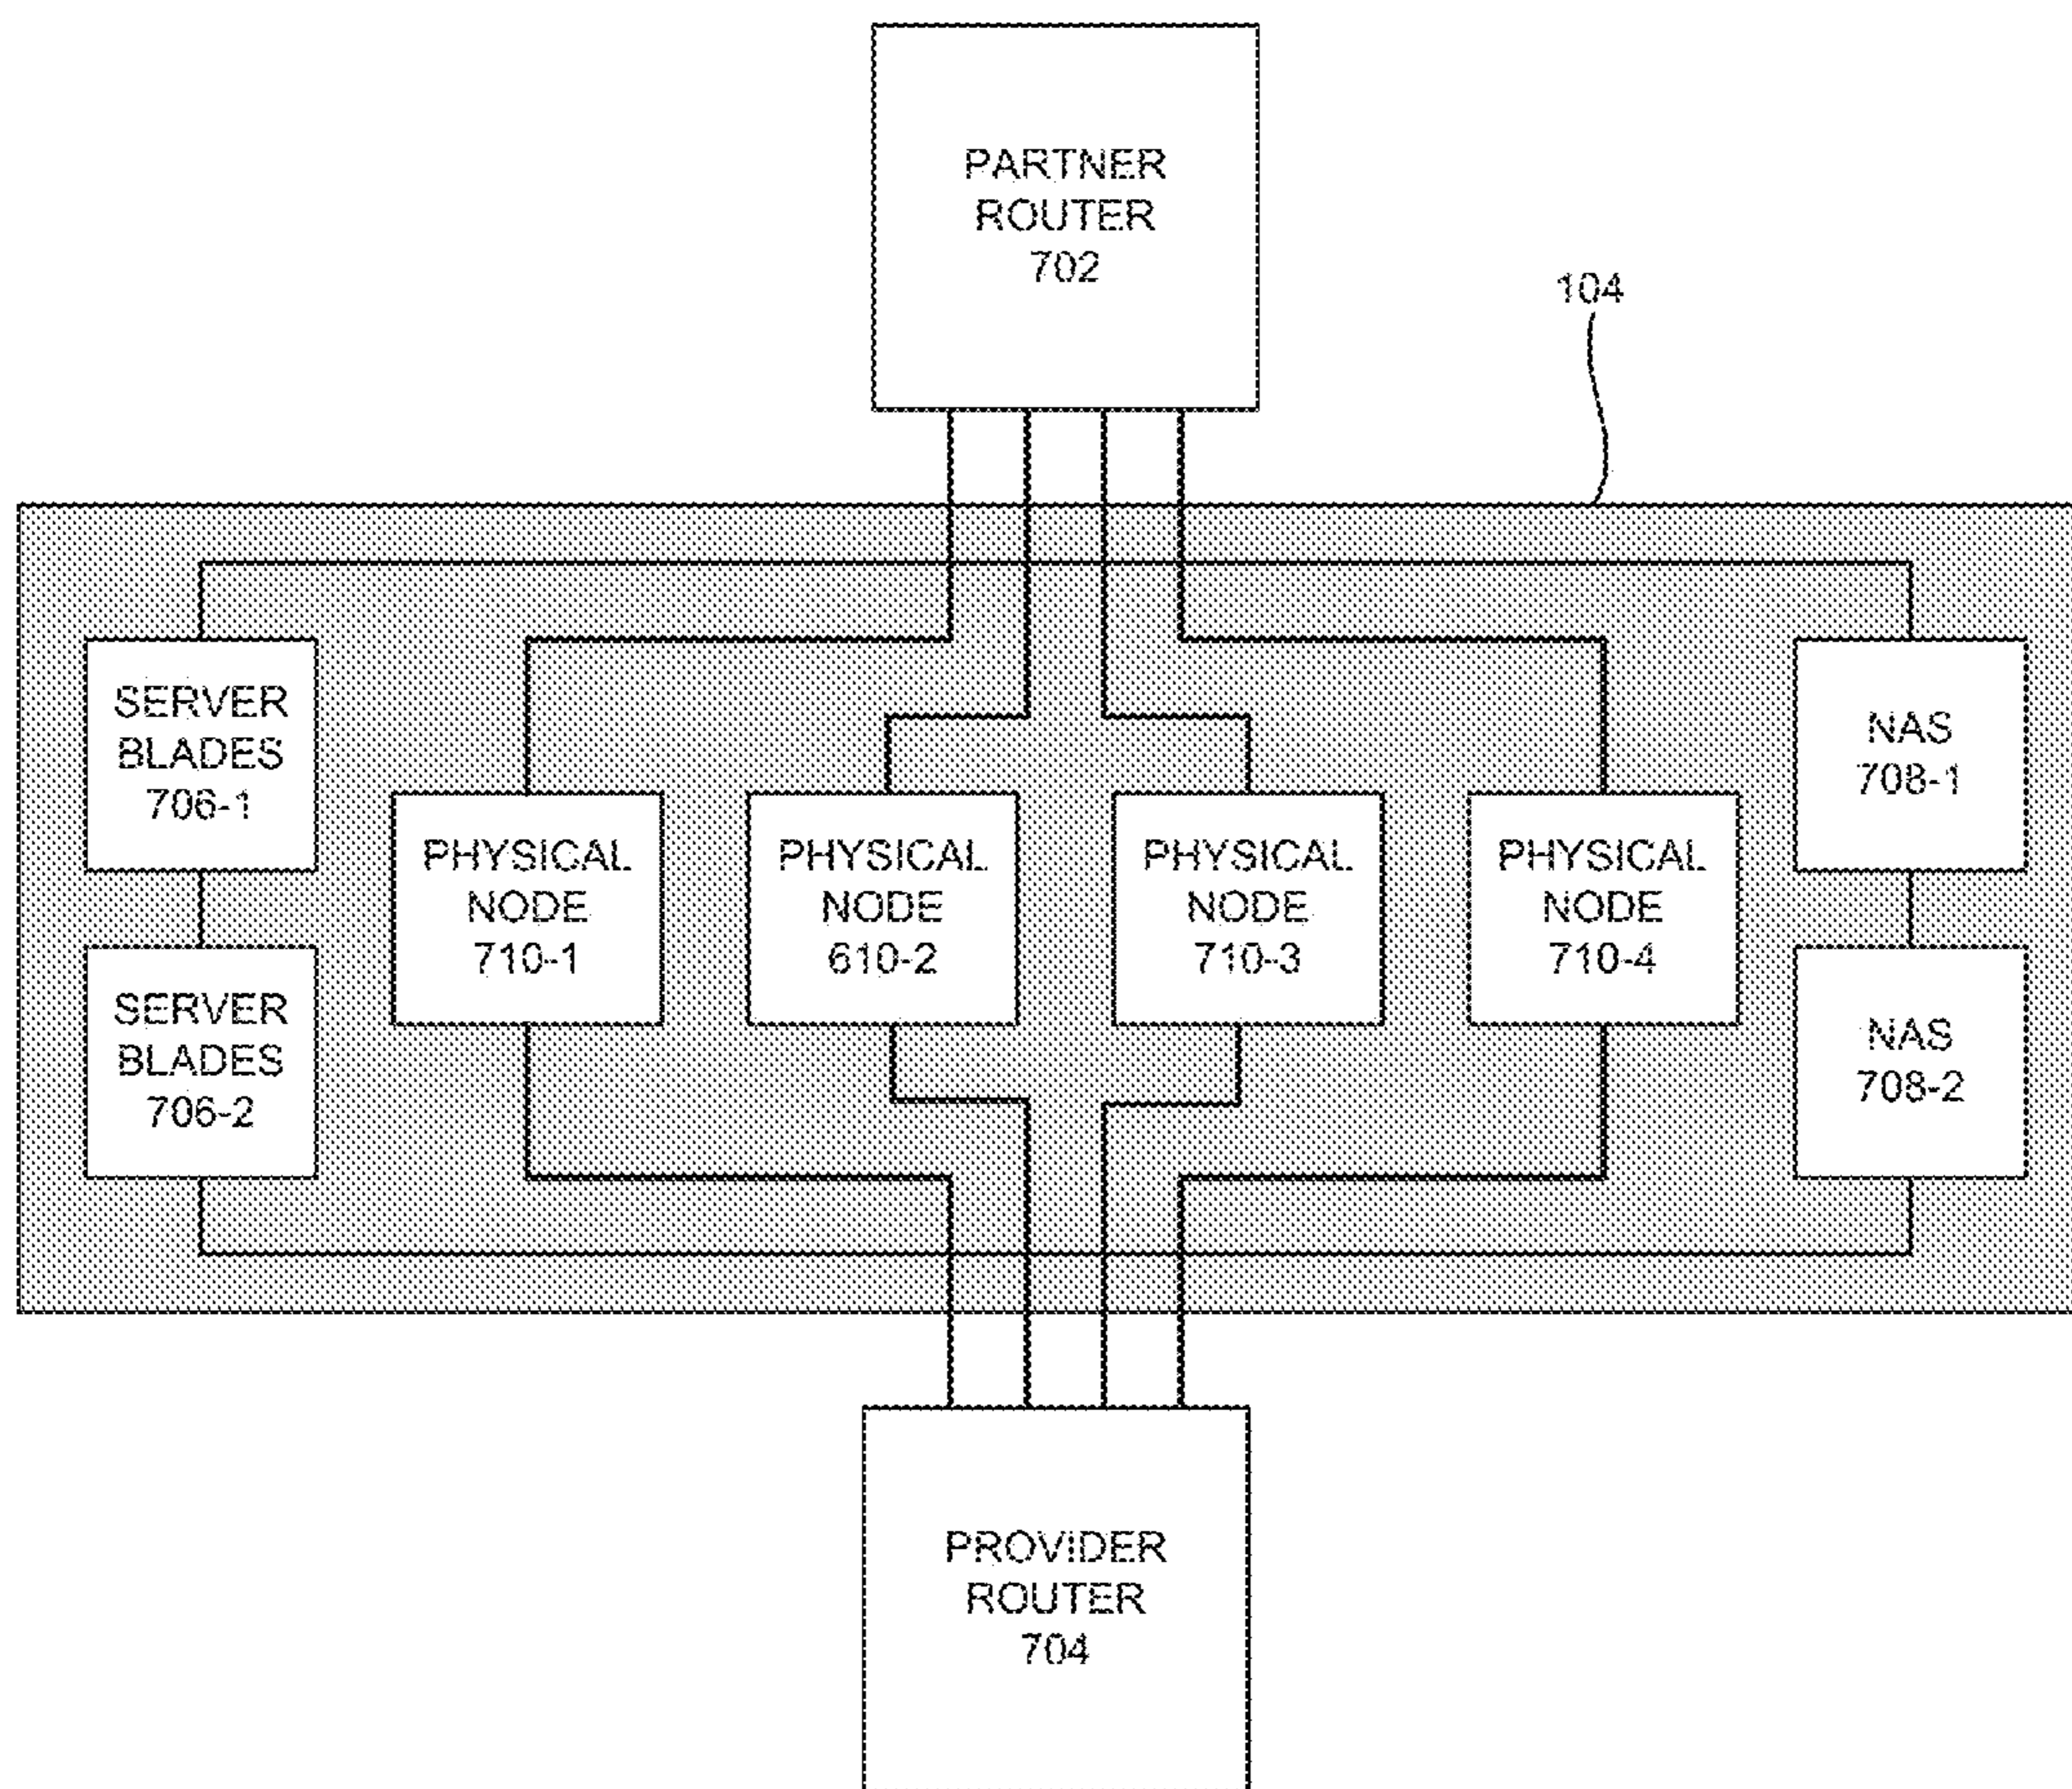 PARTNER
ROUTER
702
104
SERVER
BLADES
706-1
NAS
708-1
PHYSICAL
NODE
710-1
PHYSICAL
NODE
610-2
PHYSICAL
NODE
710-3
PHYSICAL
NODE
710-4
SERVER
BLADES
706-2
NAS
708-2
PROVIDER
ROUTER
704